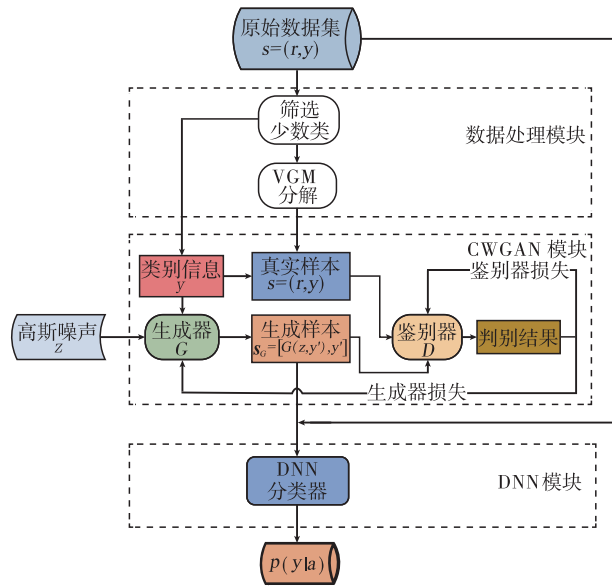 原始数据集
s=(r,y)
筛选
少数类
数据处理模块
VGM
分解
CWGAN 模块
类别信息
y
真实样本
s=(r,y)
鉴别器损失
高斯噪声
z
生成器
G
生成样本
s_G=[G(z,y′),y′]
鉴别器
D
判别结果
生成器损失
DNN
分类器
DNN模块
p(y|a)